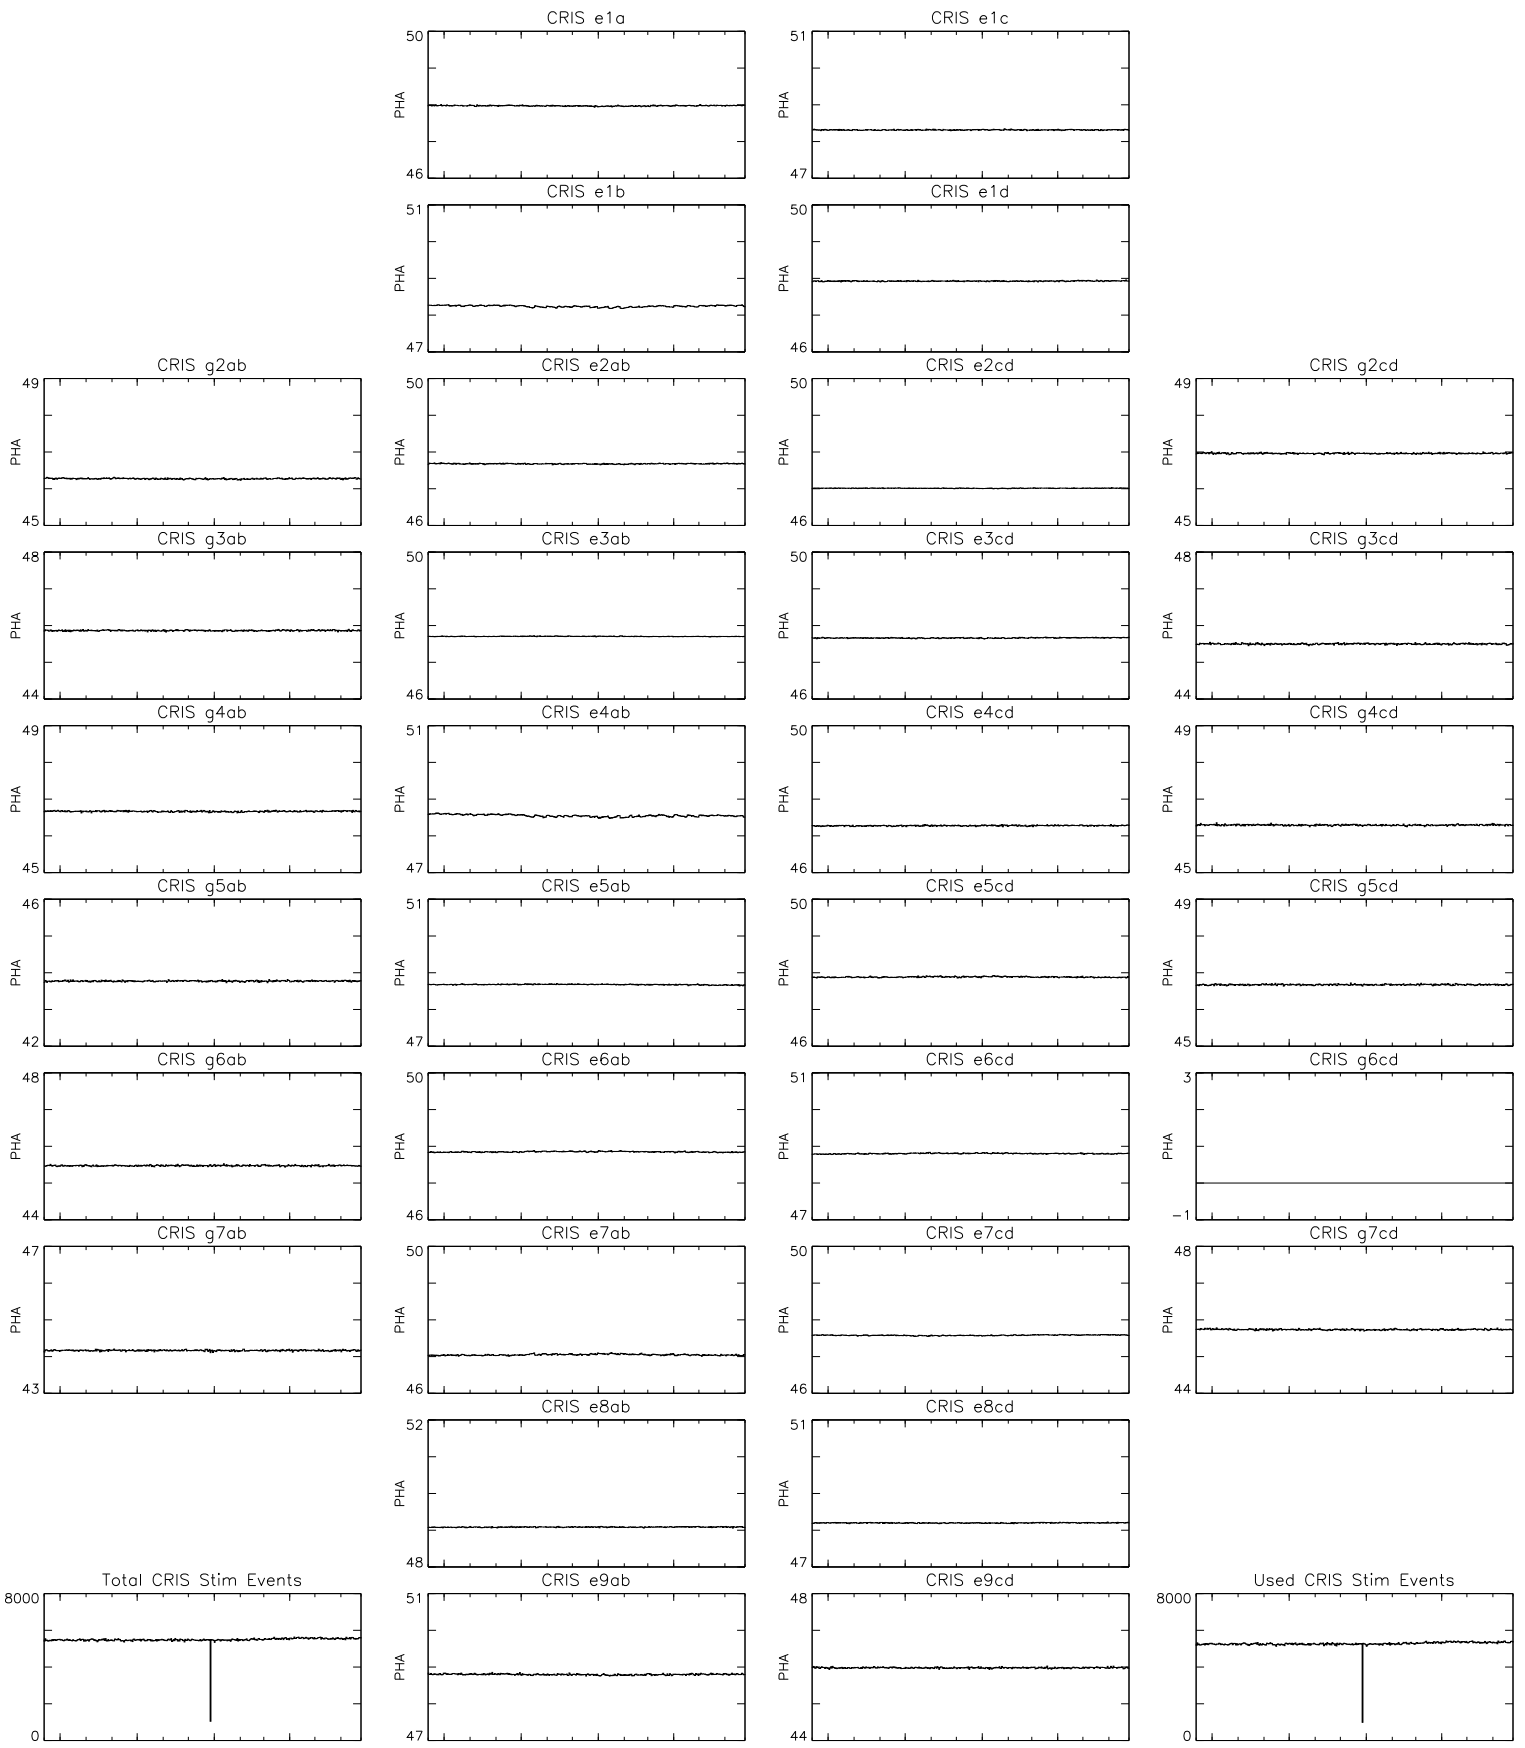 CRIS e1a
CRIS e1c
50
PHA
46
51
PHA
47
CRIS e1b
CRIS e1d
51
PHA
47
50
PHA
46
CRIS g2ab
CRIS e2ab
CRIS e2cd
CRIS g2cd
49
PHA
45
50
PHA
46
50
PHA
46
49
PHA
45
CRIS g3ab
CRIS e3ab
CRIS e3cd
CRIS g3cd
48
PHA
44
50
PHA
46
50
PHA
46
48
PHA
44
CRIS g4ab
CRIS e4ab
CRIS e4cd
CRIS g4cd
49
PHA
45
51
PHA
47
50
PHA
46
49
PHA
45
CRIS g5ab
CRIS e5ab
CRIS e5cd
CRIS g5cd
46
PHA
42
51
PHA
47
50
PHA
46
49
PHA
45
CRIS g6ab
CRIS e6ab
CRIS e6cd
CRIS g6cd
48
PHA
44
50
PHA
46
51
PHA
47
3
PHA
-1
CRIS g7ab
CRIS e7ab
CRIS e7cd
CRIS g7cd
47
PHA
43
50
PHA
46
50
PHA
46
48
PHA
44
CRIS e8ab
CRIS e8cd
52
PHA
48
51
PHA
47
Total CRIS Stim Events
CRIS e9ab
CRIS e9cd
Used CRIS Stim Events
8000
0
51
PHA
47
48
PHA
44
8000
0